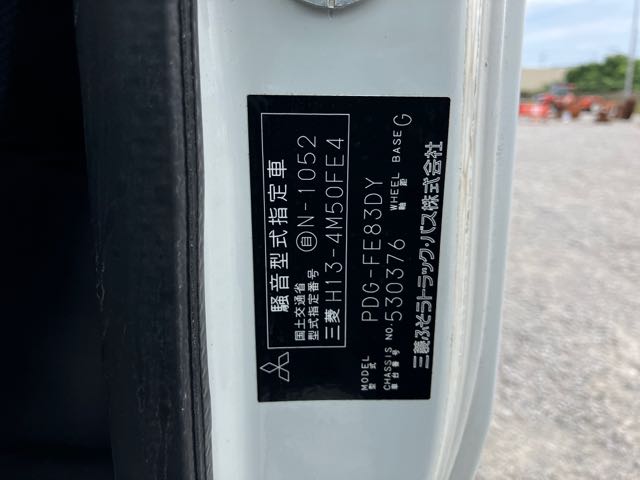 騒音型式指定車
国土交通省
型式指定番号 自 N-1052
三菱 H13-4M50FE4
MODEL
型式 PDG-FE83DY
CHASSIS NO.
車台番号 530376 WHEEL BASE
軸距 G
三菱ふそうトラック・バス株式会社